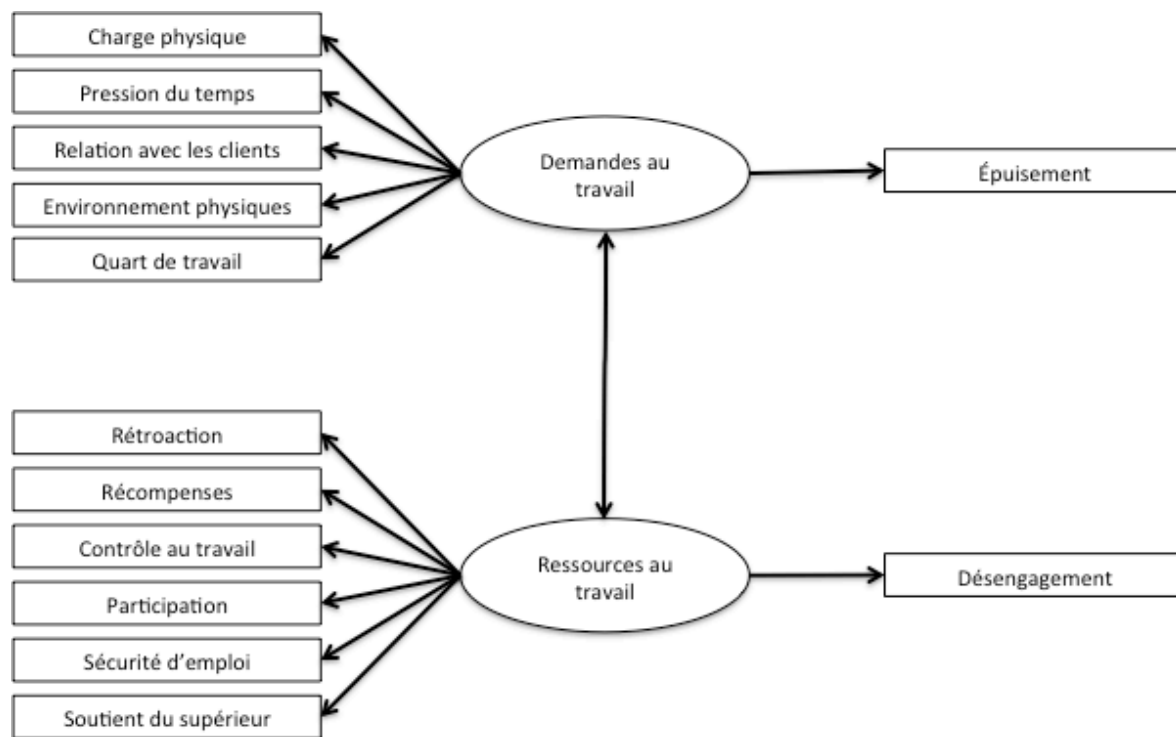 Charge physique
Pression du temps
Relation avec les clients
Environnement physiques
Quart de travail
Demandes au
travail
Épuisement
Rétroaction
Récompenses
Contrôle au travail
Participation
Sécurité d'emploi
Soutient du supérieur
Ressources au
travail
Désengagement